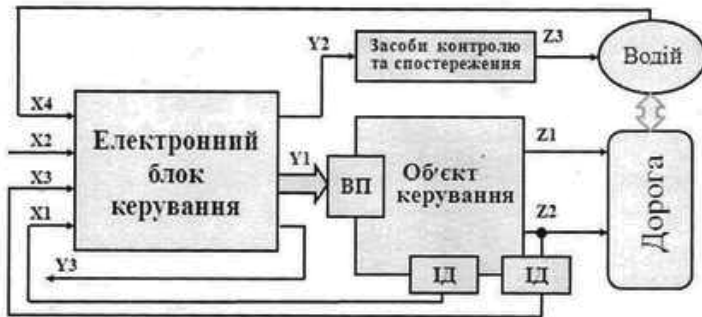 Y2
Засоби контролю
та спостереження
Z3
Водій
X4
X2
X3
X1
Електронний
блок
керування
Y1
ВП
Об'єкт
керування
Z1
Z2
Дорога
Y3
ІД
ІД